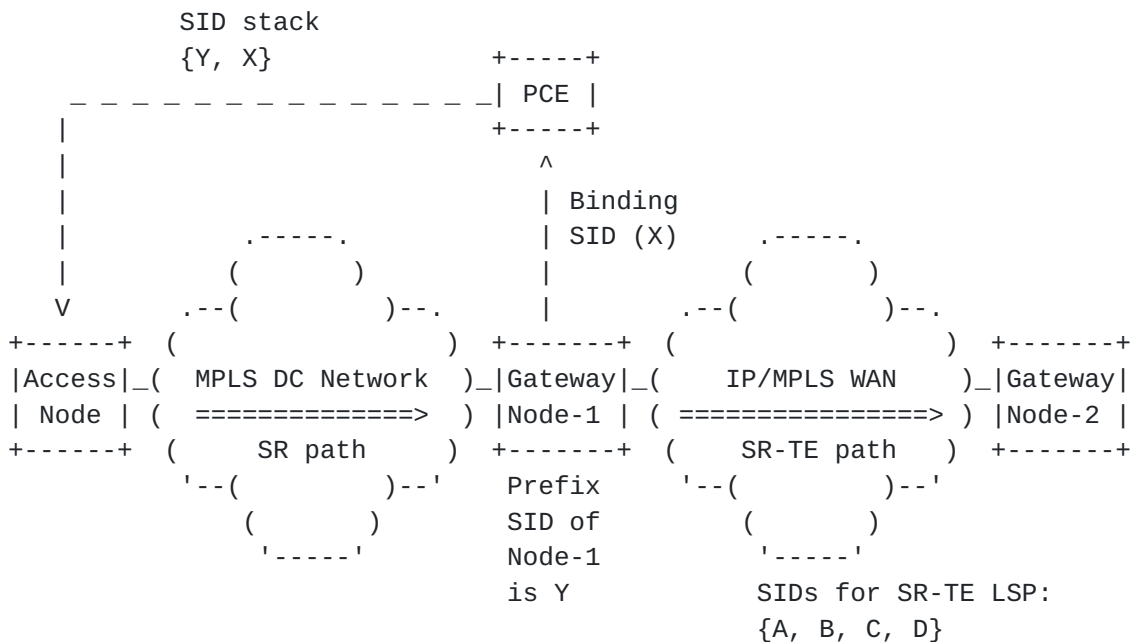 SID stack
{Y, X} +-----+
_ _ _ _ _ _ _ _ _ _ _ _ _ _| PCE |
| +-----+
| ^
| | Binding
| .-----. | SID (X) .-----.
| ( ) | ( )
V .--( )--. | .--( )--.
+------+ ( ) +-------+ ( ) +-------+
|Access|_( MPLS DC Network )_|Gateway|_( IP/MPLS WAN )_|Gateway|
| Node | ( ==============> ) |Node-1 | ( ================> ) |Node-2 |
+------+ ( SR path ) +-------+ ( SR-TE path ) +-------+
'--( )--' Prefix '--( )--'
( ) SID of ( )
'-----' Node-1 '-----'
is Y SIDs for SR-TE LSP:
{A, B, C, D}